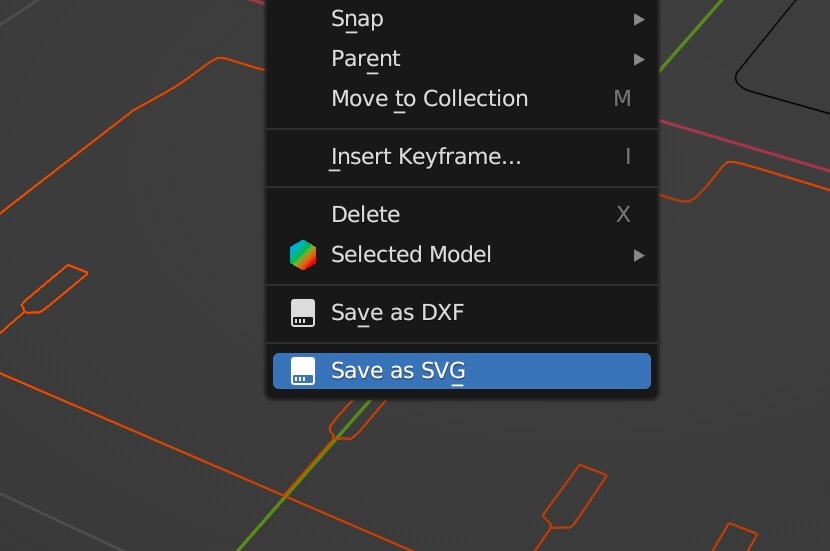 Snap
Parent
Move to Collection M
Insert Keyframe... I
Delete X
Selected Model
Save as DXF
Save as SVG